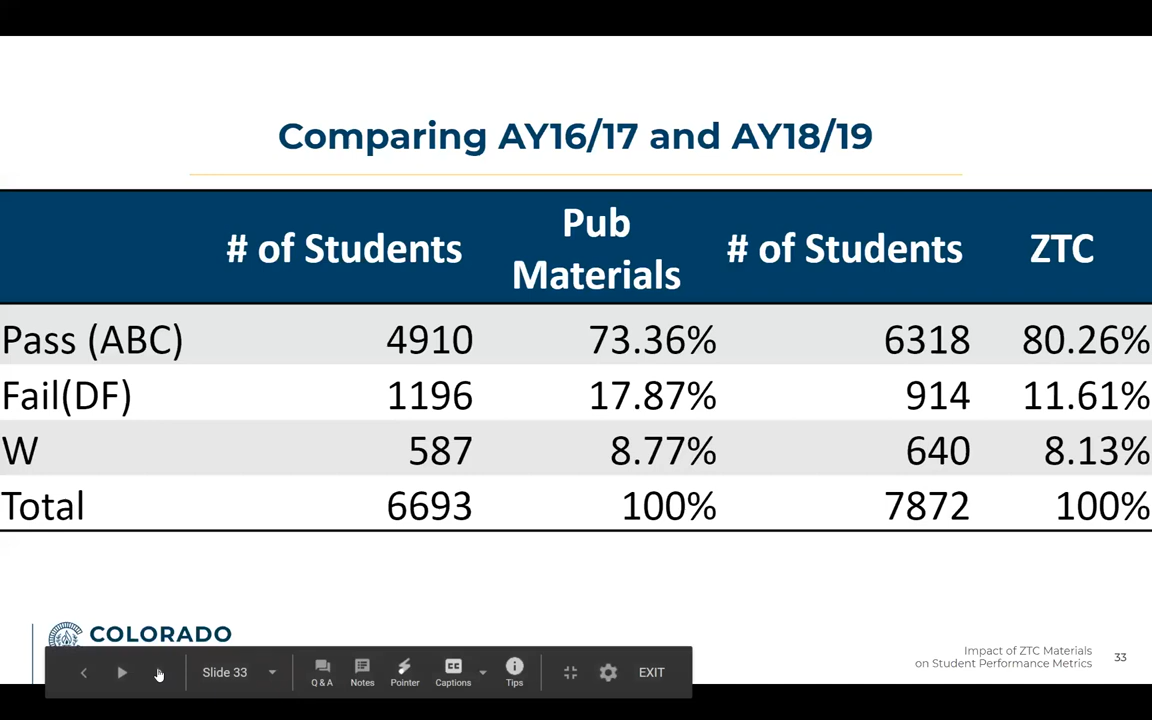 Comparing AY16/17 and AY18/19
# of Students Pub Materials # of Students ZTC
Pass (ABC) 4910 73.36% 6318 80.26%
Fail(DF) 1196 17.87% 914 11.61%
W 587 8.77% 640 8.13%
Total 6693 100% 7872 100%
COLORADO
Impact of ZTC Materials
on Student Performance Metrics 33
Slide 33 Q & A Notes Pointer Captions Tips EXIT